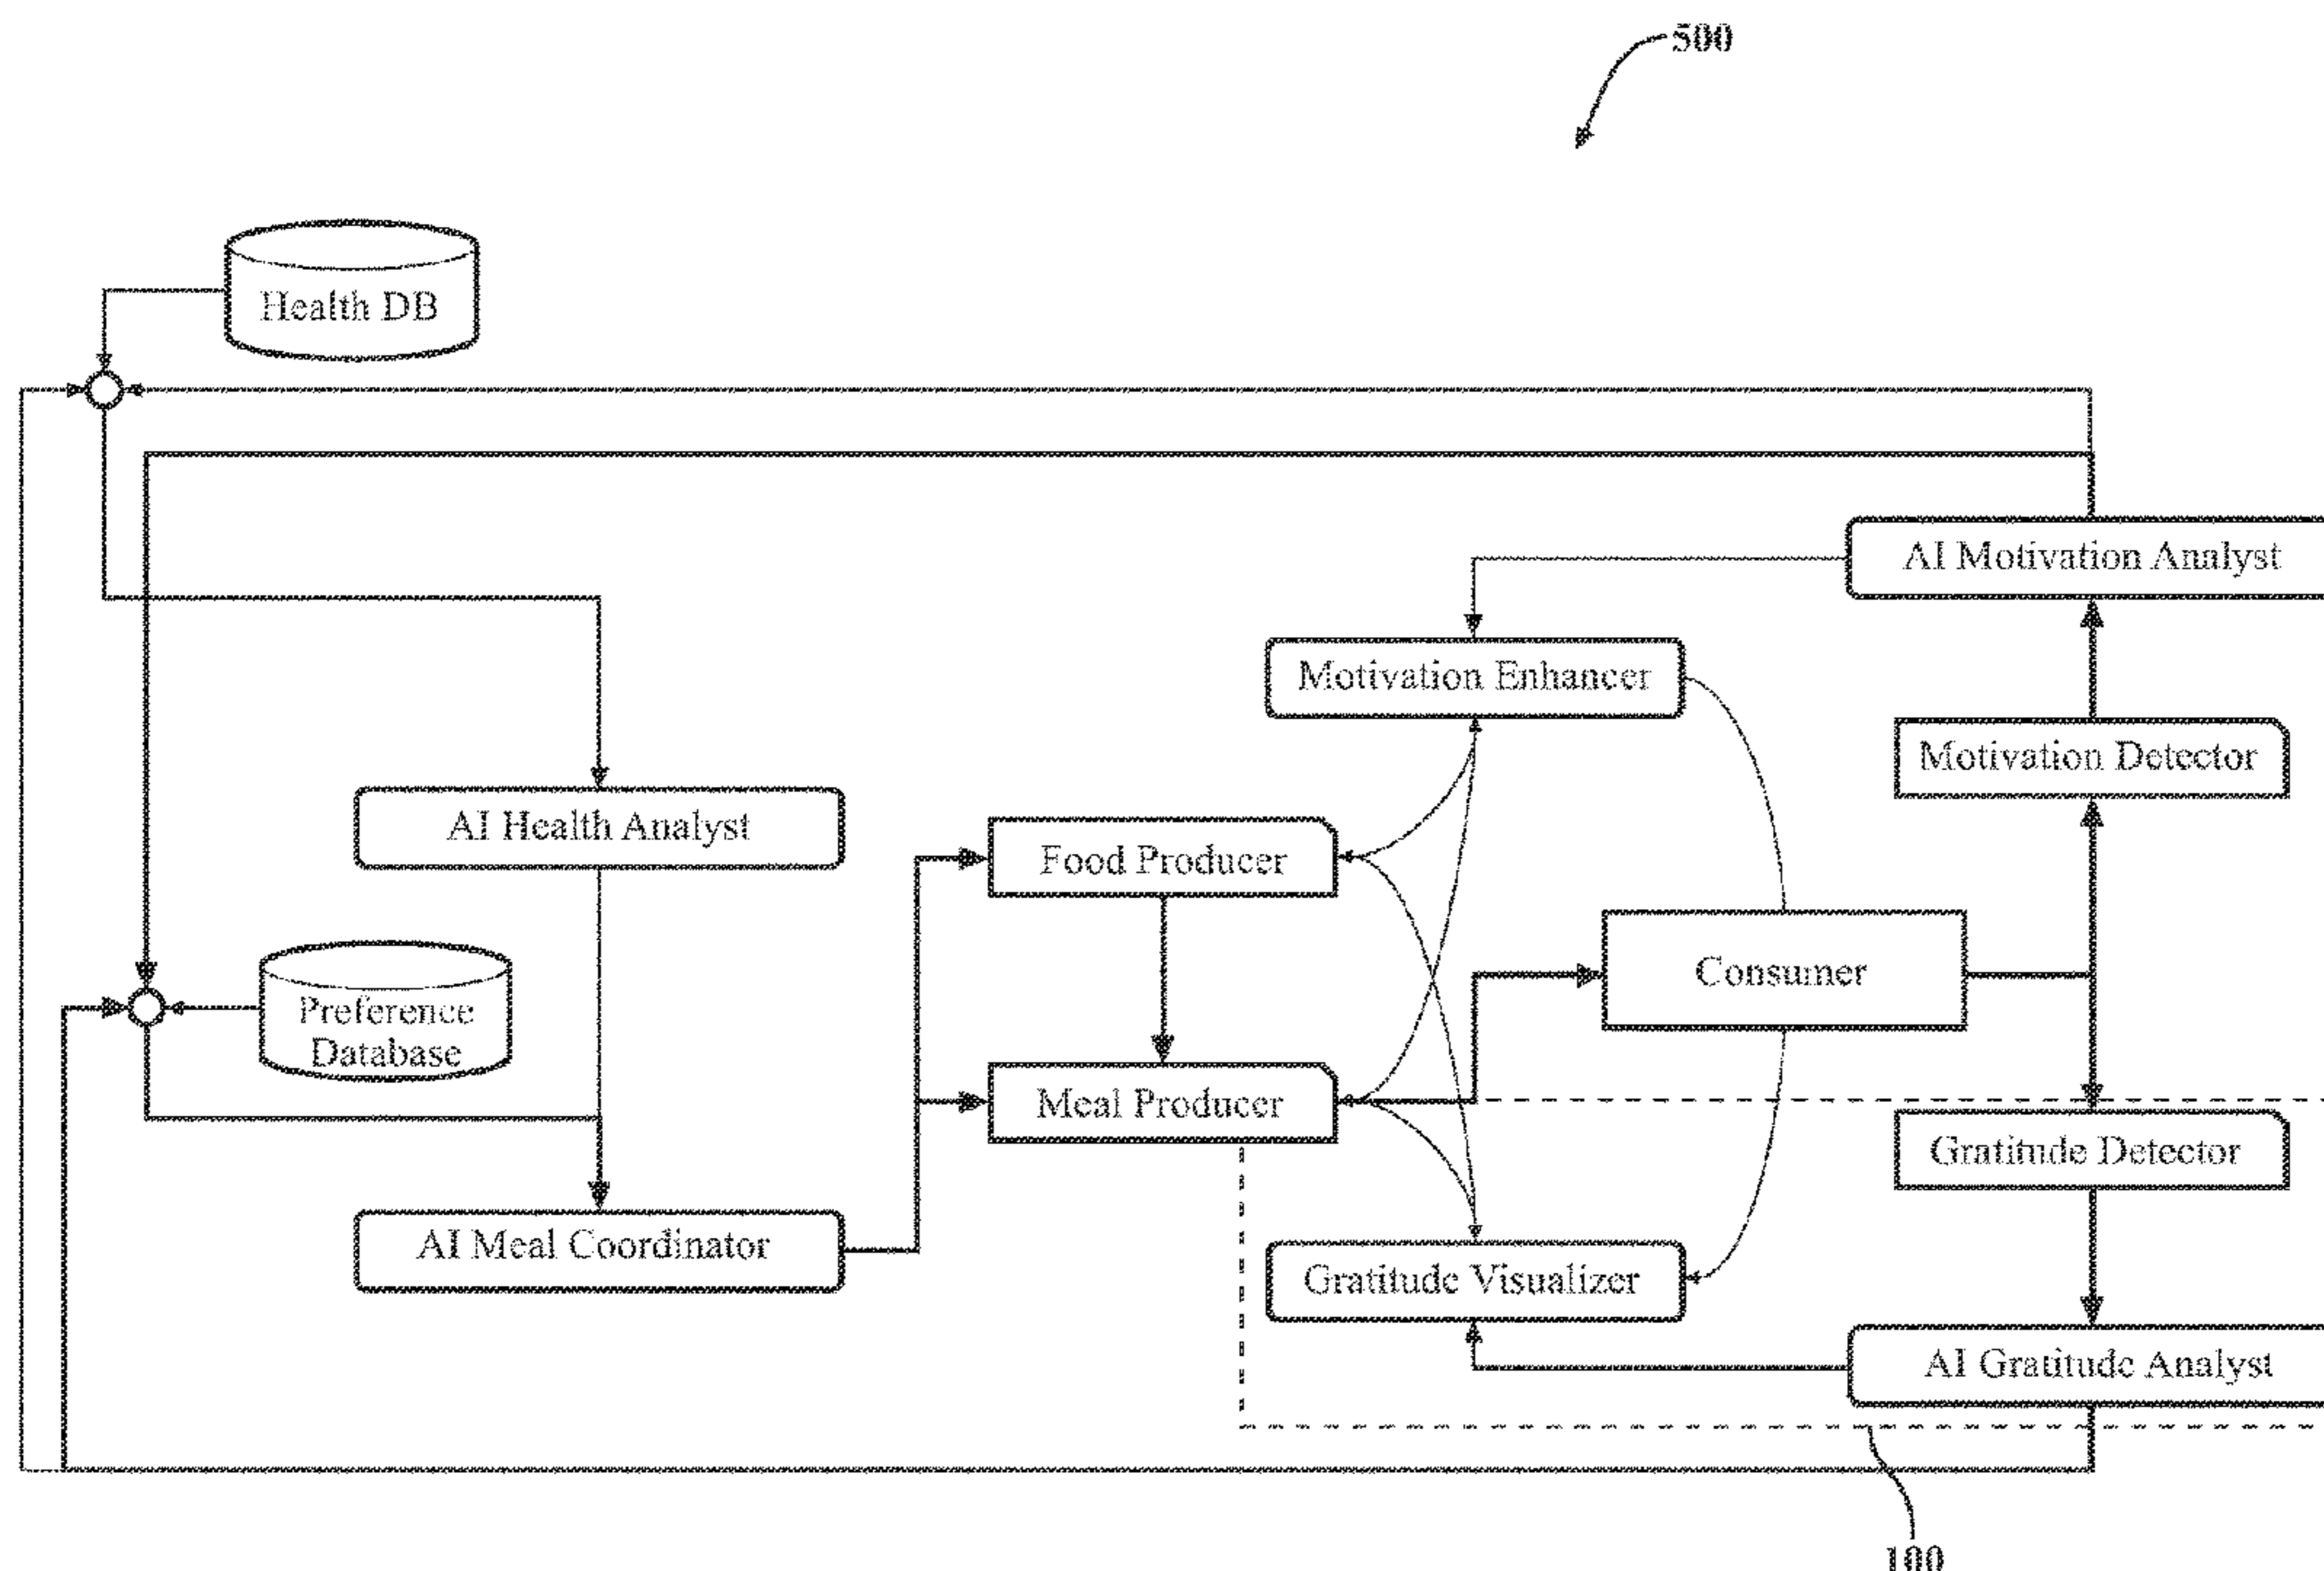 500
Health DB
AI Motivation Analyst
Motivation Enhancer
Motivation Detector
AI Health Analyst
Food Producer
Consumer
Preference
Database
Meal Producer
Gratitude Detector
AI Meal Coordinator
Gratitude Visualizer
AI Gratitude Analyst
100